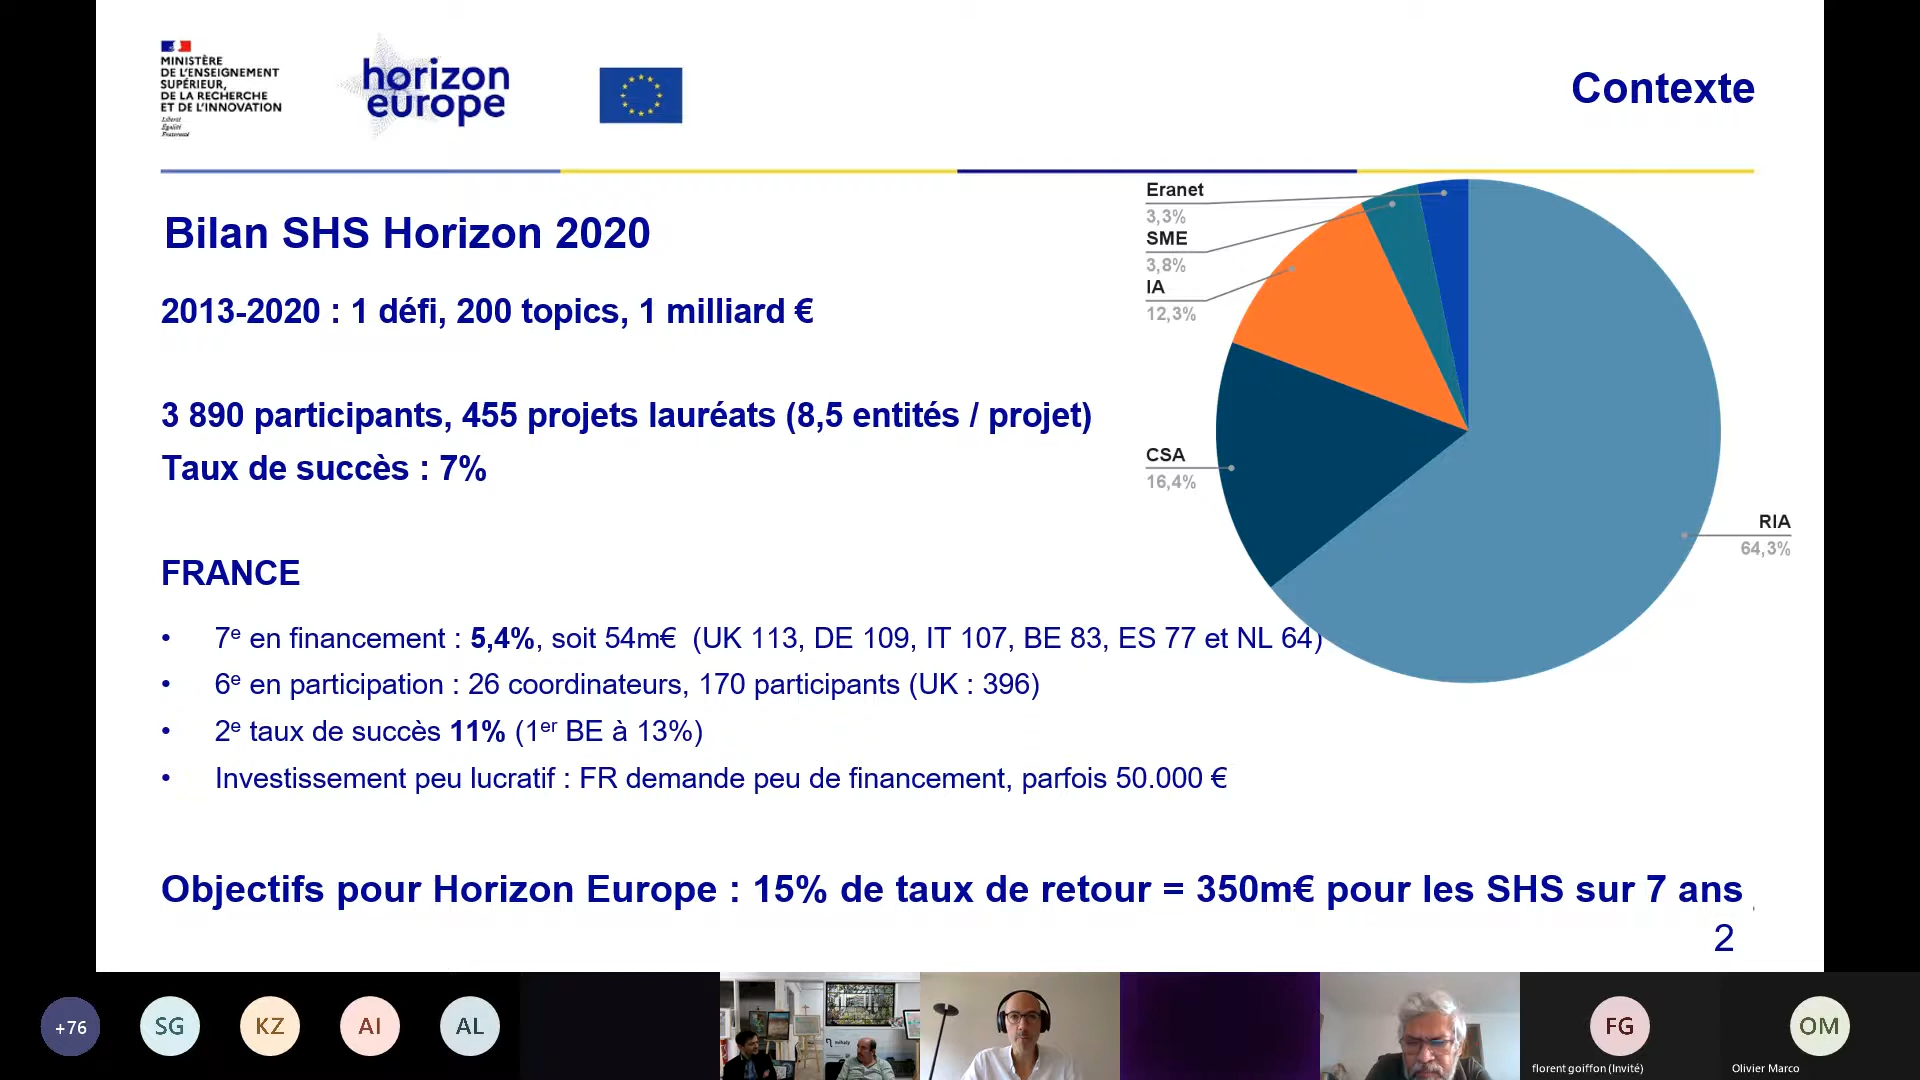 MINISTÈRE
DE L'ENSEIGNEMENT
SUPÉRIEUR,
DE LA RECHERCHE
ET DE L'INNOVATION
Liberté
Égalité
Fraternité
horizon
europe
Contexte
Bilan SHS Horizon 2020
2013-2020 : 1 défi, 200 topics, 1 milliard €
3 890 participants, 455 projets lauréats (8,5 entités / projet)
Taux de succès : 7%
Eranet
3,3%
SME
3,8%
IA
12,3%
CSA
16,4%
RIA
64,3%
FRANCE
• 7e en financement : 5,4%, soit 54m€ (UK 113, DE 109, IT 107, BE 83, ES 77 et NL 64)
• 6e en participation : 26 coordinateurs, 170 participants (UK : 396)
• 2e taux de succès 11% (1er BE à 13%)
• Investissement peu lucratif : FR demande peu de financement, parfois 50.000 €
Objectifs pour Horizon Europe : 15% de taux de retour = 350m€ pour les SHS sur 7 ans
2
+76
SG
KZ
AI
AL
FG
florent goiffon (Invité)
OM
Olivier Marco